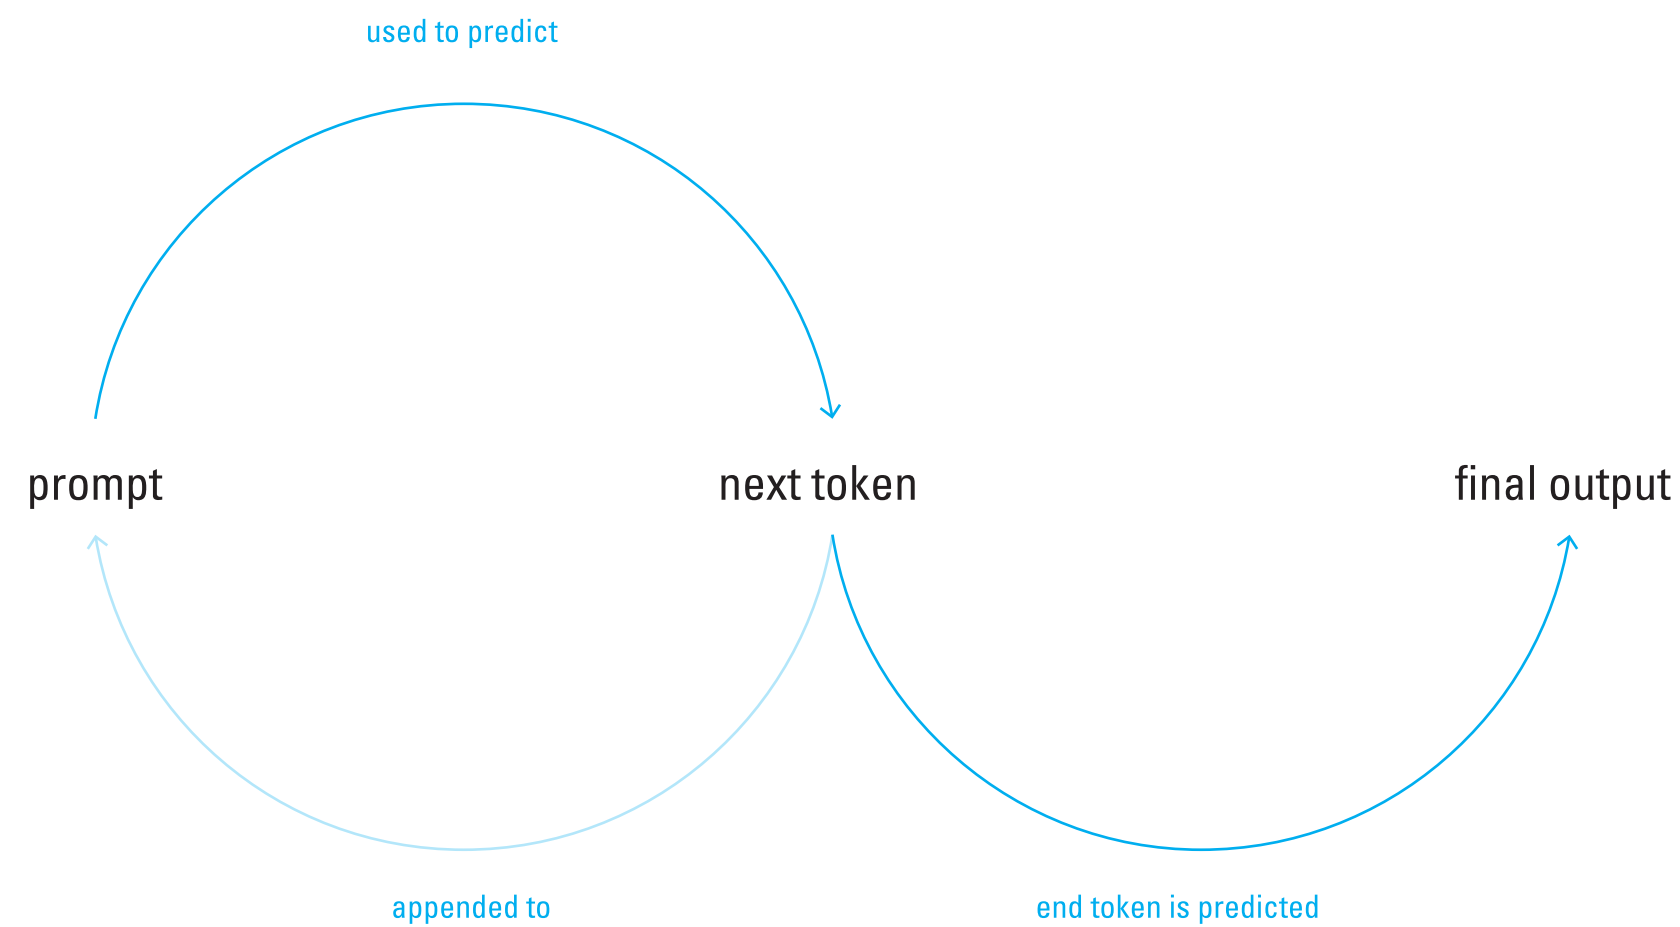 used to predict
prompt
next token
final output
appended to
end token is predicted